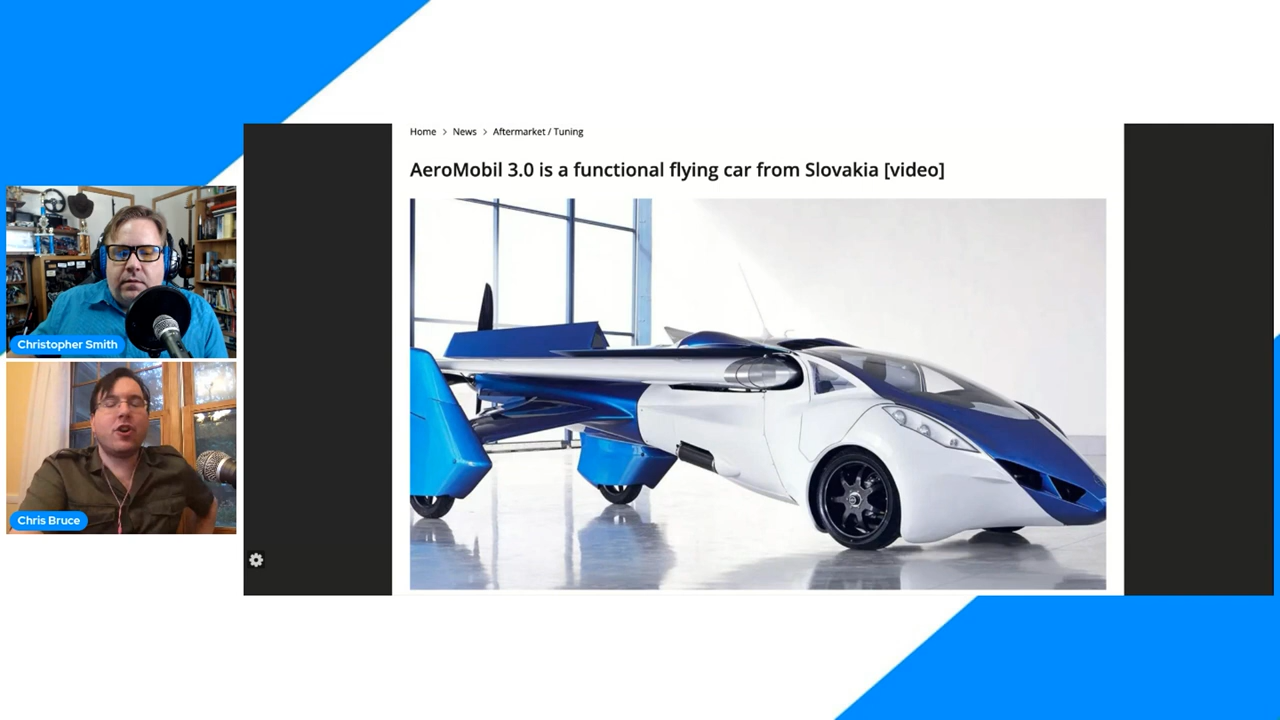 Home > News > Aftermarket / Tuning
AeroMobil 3.0 is a functional flying car from Slovakia [video]
Christopher Smith
Chris Bruce